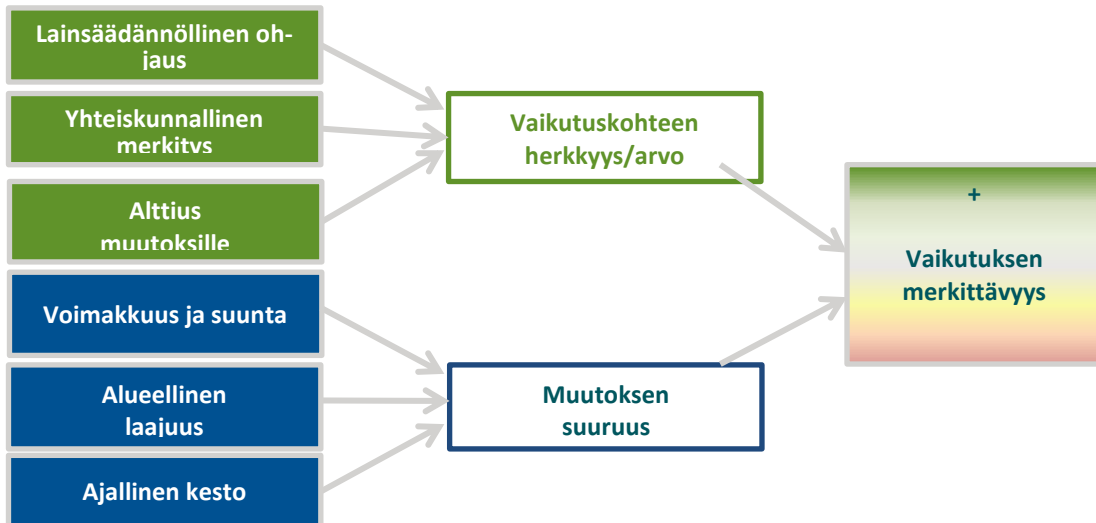 Lainsäädännöllinen oh-
jaus
Yhteiskunnallinen
merkitys
Alttius
muutoksille
Voimakkuus ja suunta
Alueellinen
laajuus
Ajallinen kesto
Vaikutuskohteen
herkkyys/arvo
Muutoksen
suuruus
+
Vaikutuksen
merkittävyys